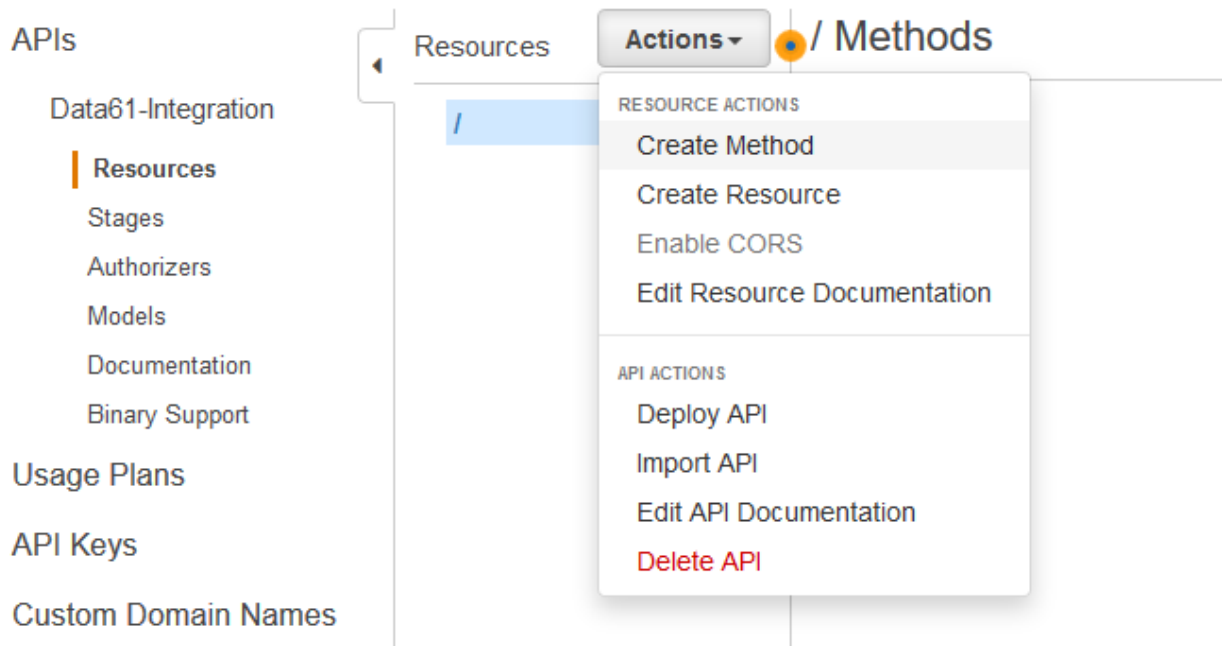 APIs
Data61-Integration
Resources
Stages
Authorizers
Models
Documentation
Binary Support
Usage Plans
API Keys
Custom Domain Names
Resources
Actions
/ Methods
/
RESOURCE ACTIONS
Create Method
Create Resource
Enable CORS
Edit Resource Documentation
API ACTIONS
Deploy API
Import API
Edit API Documentation
Delete API